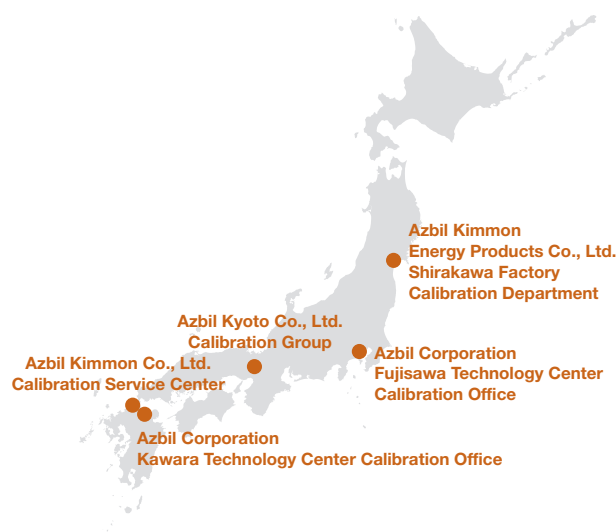 Azbil Kimmon
Energy Products Co., Ltd.
Shirakawa Factory
Calibration Department
Azbil Kyoto Co., Ltd.
Calibration Group
Azbil Corporation
Fujisawa Technology Center
Calibration Office
Azbil Kimmon Co., Ltd.
Calibration Service Center
Azbil Corporation
Kawara Technology Center Calibration Office